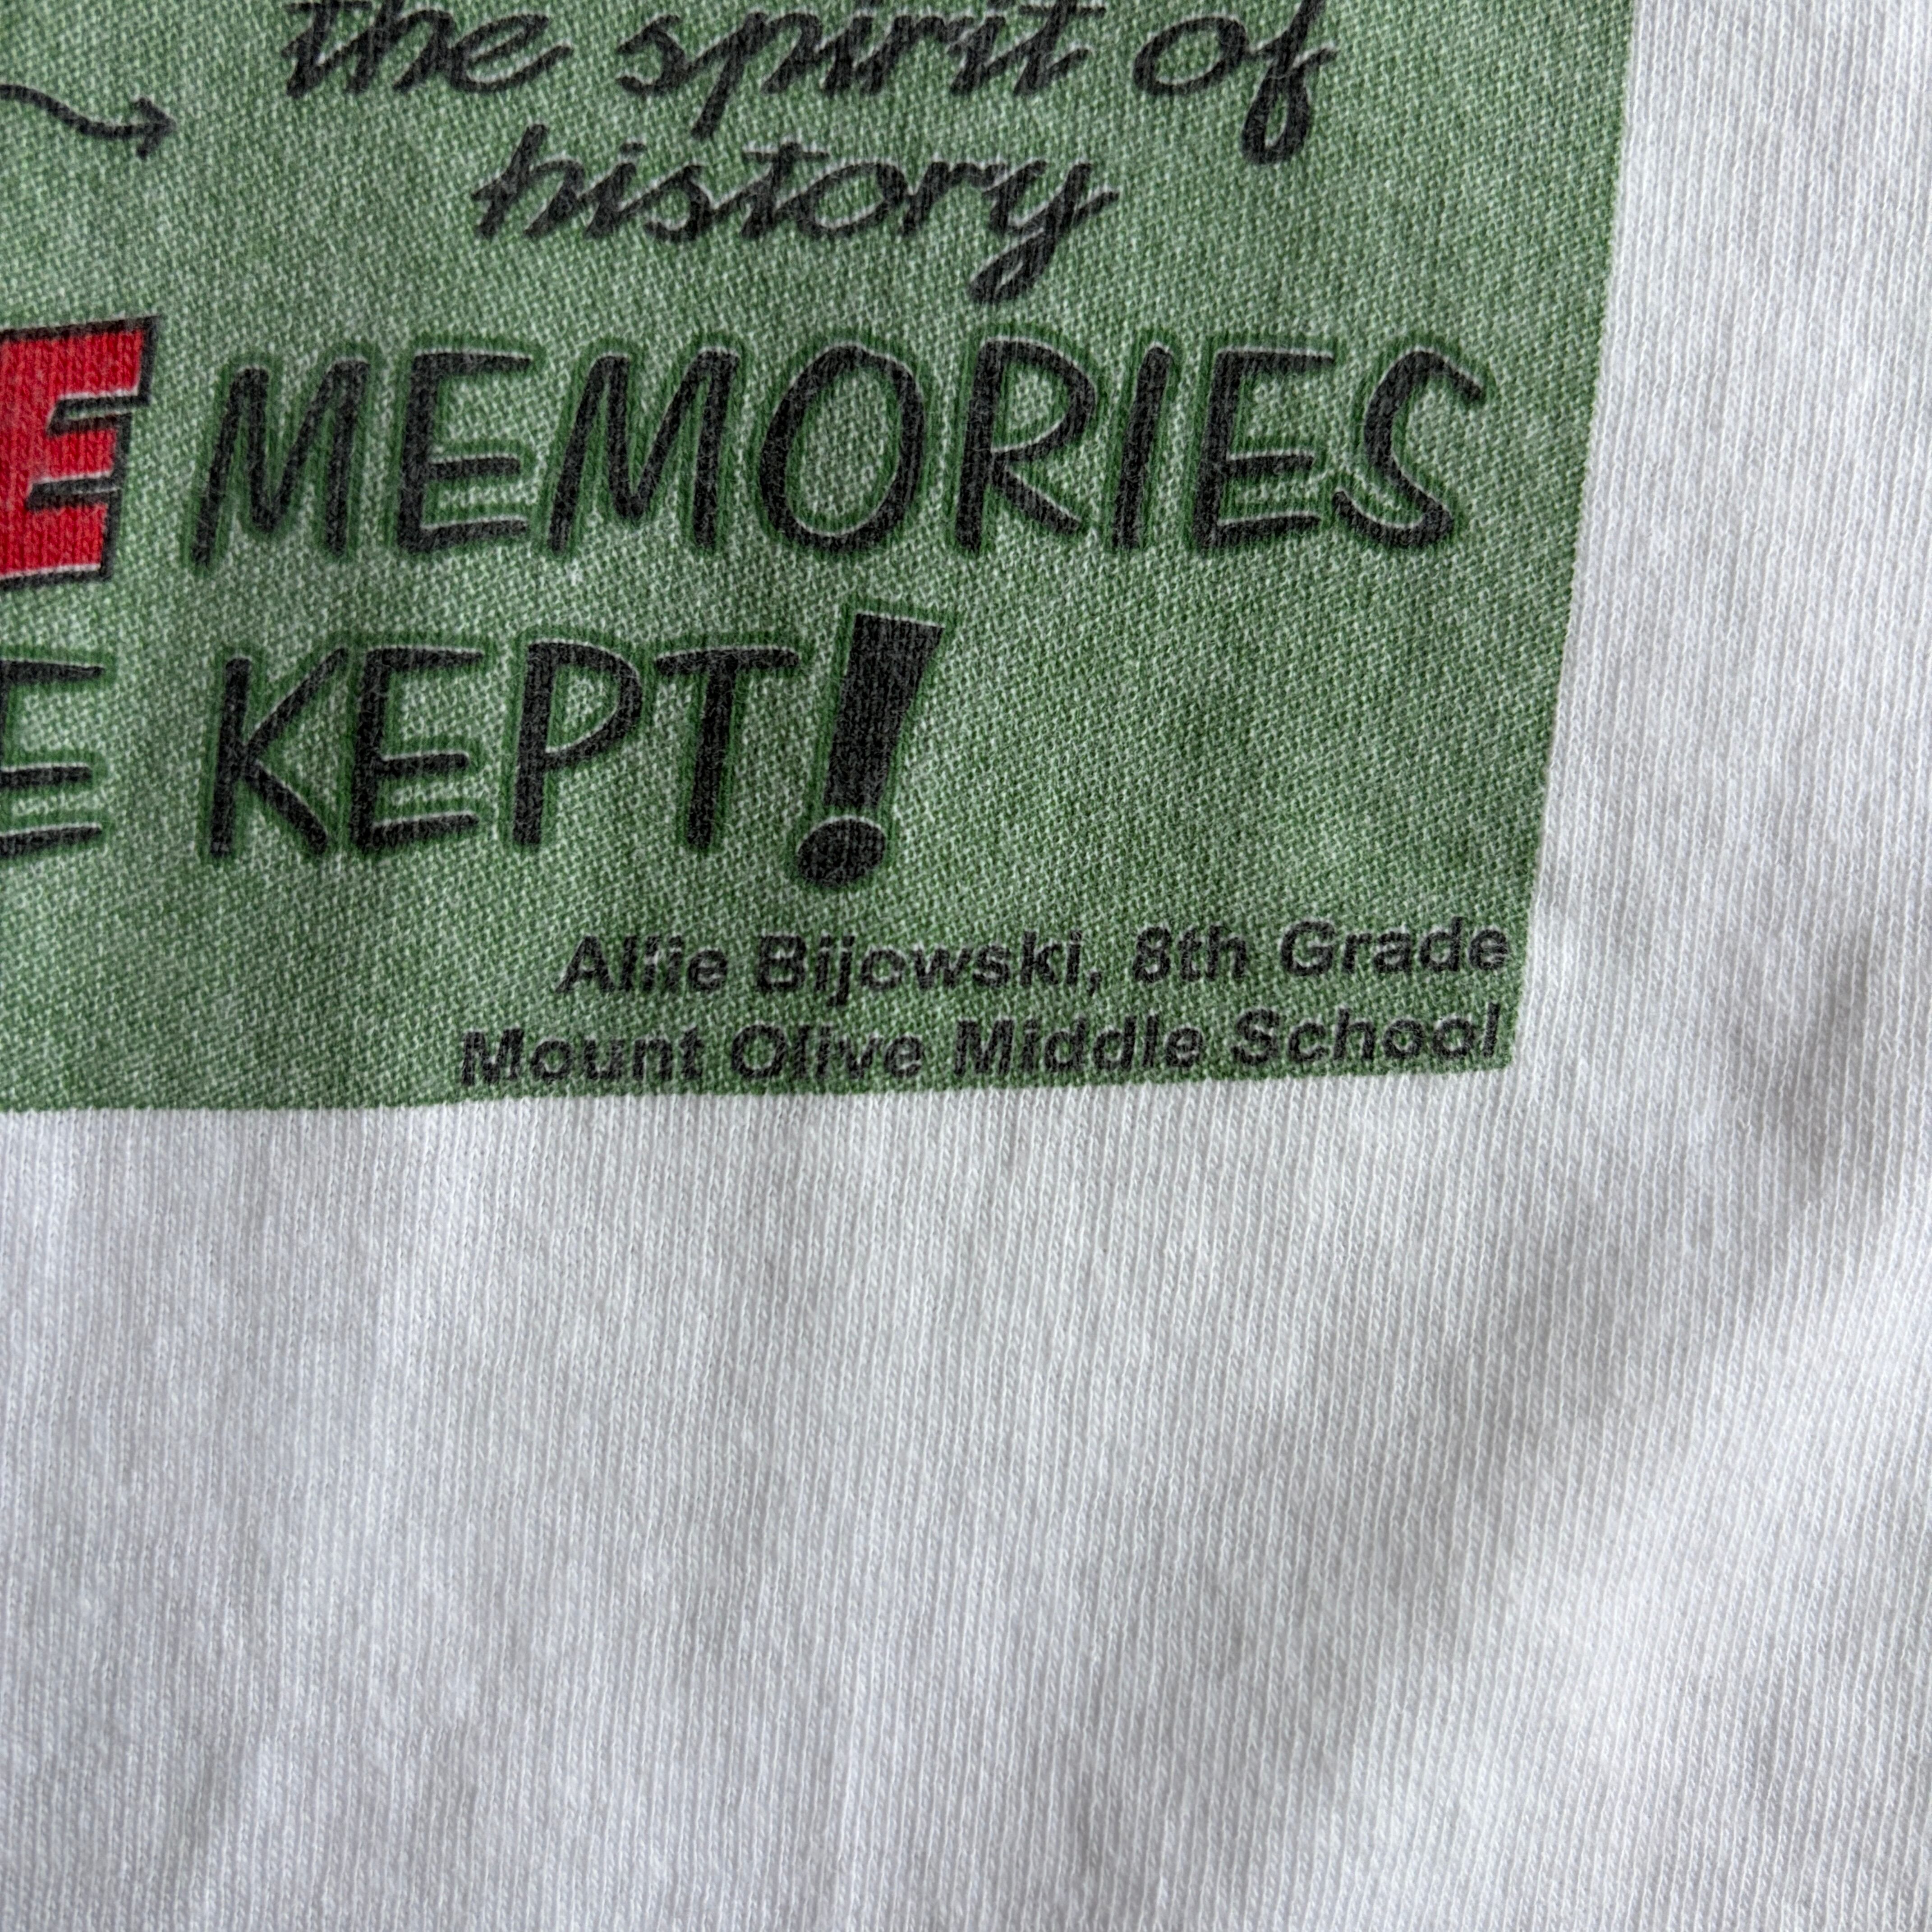 the spirit of
history
E MEMORIES
E KEPT!
Allie Bijowski, 8th Grade
Mount Olive Middle School